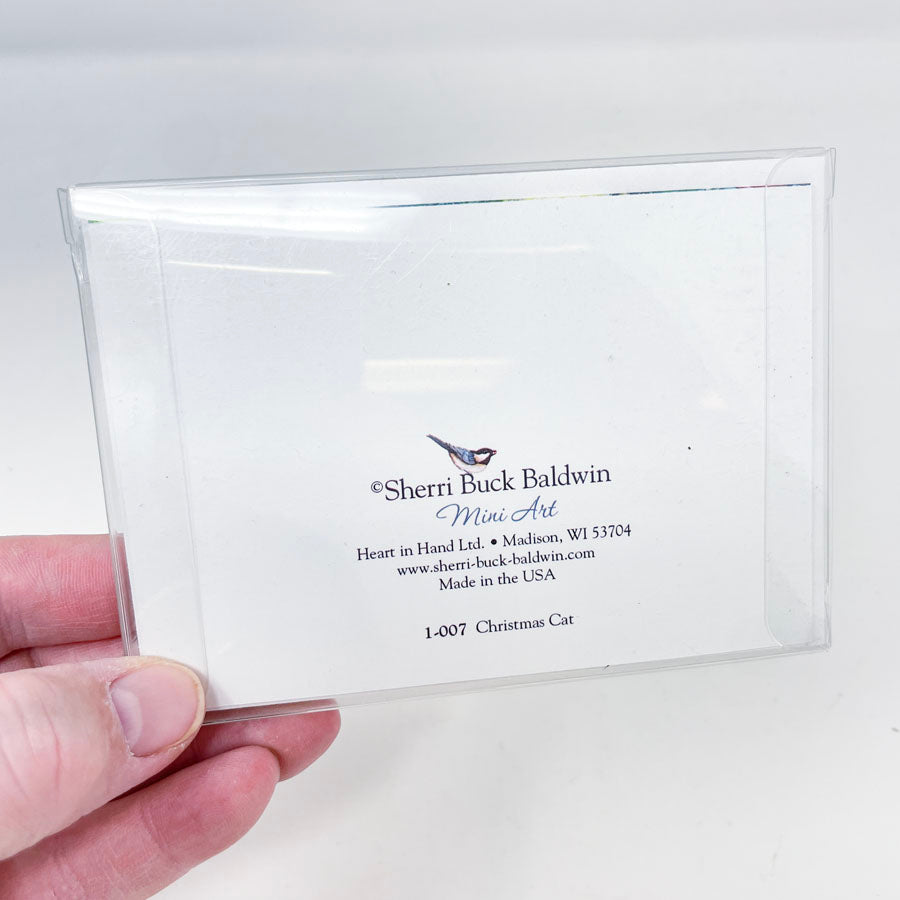 ©Sherri Buck Baldwin
Mini Art
Heart in Hand Ltd. • Madison, WI 53704
www.sherri-buck-baldwin.com
Made in the USA
1-007 Christmas Cat